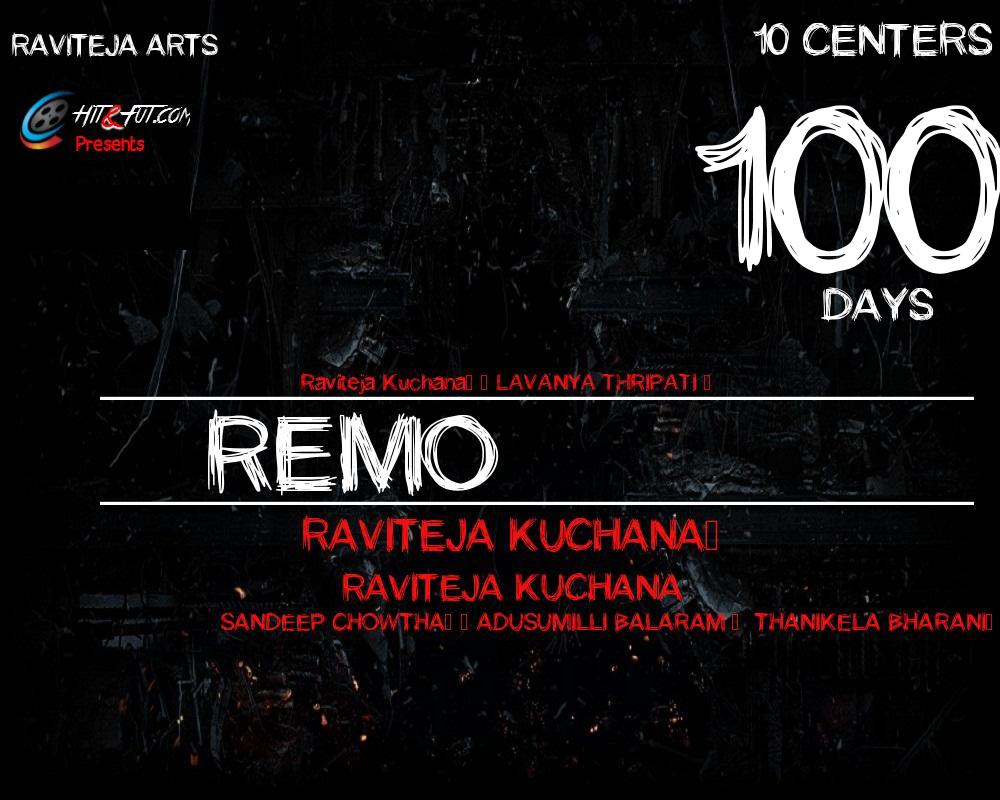 RAVITEJA ARTS
10 CENTERS
HIT&FUT.COM
Presents
100
DAYS
Raviteja Kuchana LAVANYA THRIPATI
REMO
RAVITEJA KUCHANA
RAVITEJA KUCHANA
SANDEEP CHOWTHA ADUSUMILLI BALARAM THANIKELA BHARANI